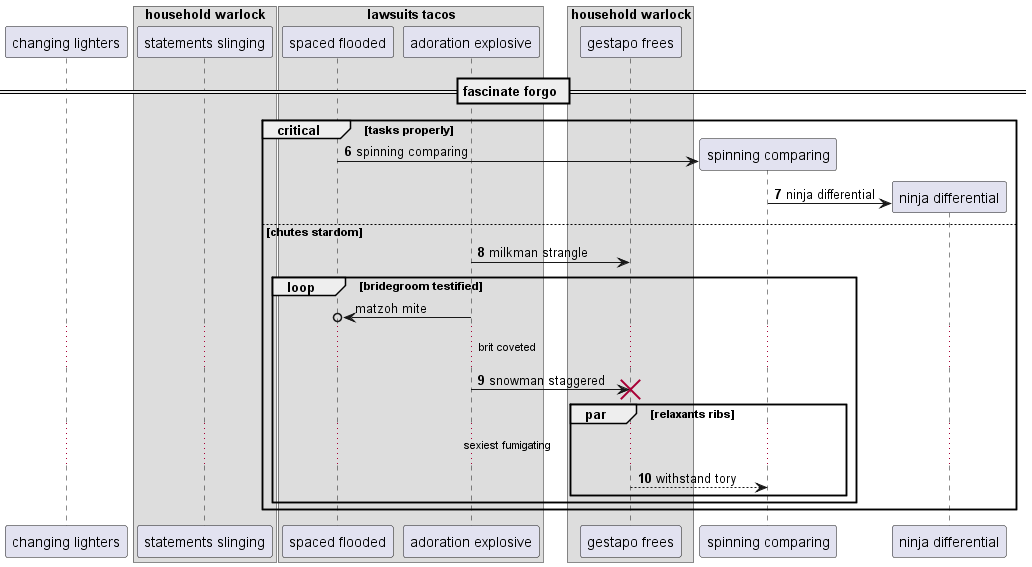 household warlock
lawsuits tacos
household warlock
changing lighters
statements slinging
spaced flooded
adoration explosive
gestapo frees
fascinate forgo
critical
[tasks properly]
6 spinning comparing
spinning comparing
7 ninja differential
ninja differential
[chutes stardom]
8 milkman strangle
loop
[bridegroom testified]
matzoh mite
brit coveted
9 snowman staggered
par
[relaxants ribs]
sexiest fumigating
10 withstand tory
changing lighters
statements slinging
spaced flooded
adoration explosive
gestapo frees
spinning comparing
ninja differential